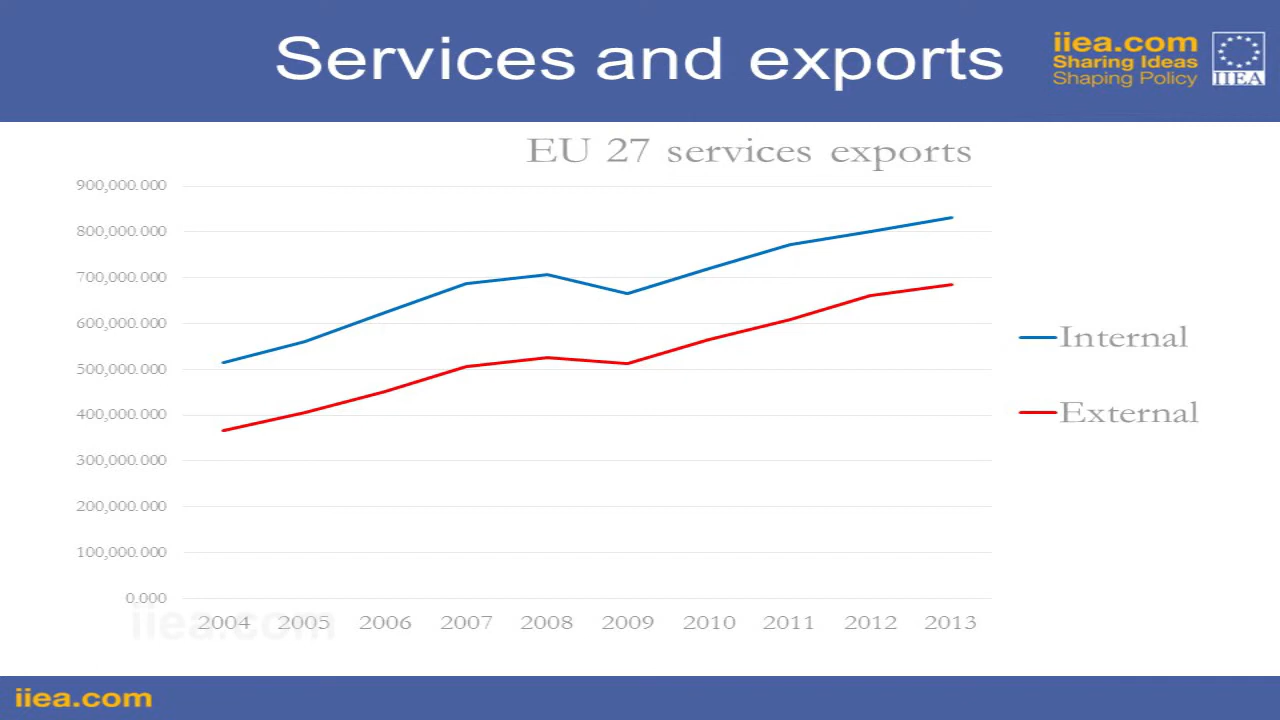 Services and exports
iiea.com
Sharing Ideas
Shaping Policy
IIEA
EU 27 services exports
900,000.000
800,000.000
700,000.000
600,000.000
500,000.000
400,000.000
300,000.000
200,000.000
100,000.000
0.000
Internal
External
iiea.com
2004 2005 2006 2007 2008 2009 2010 2011 2012 2013
iiea.com